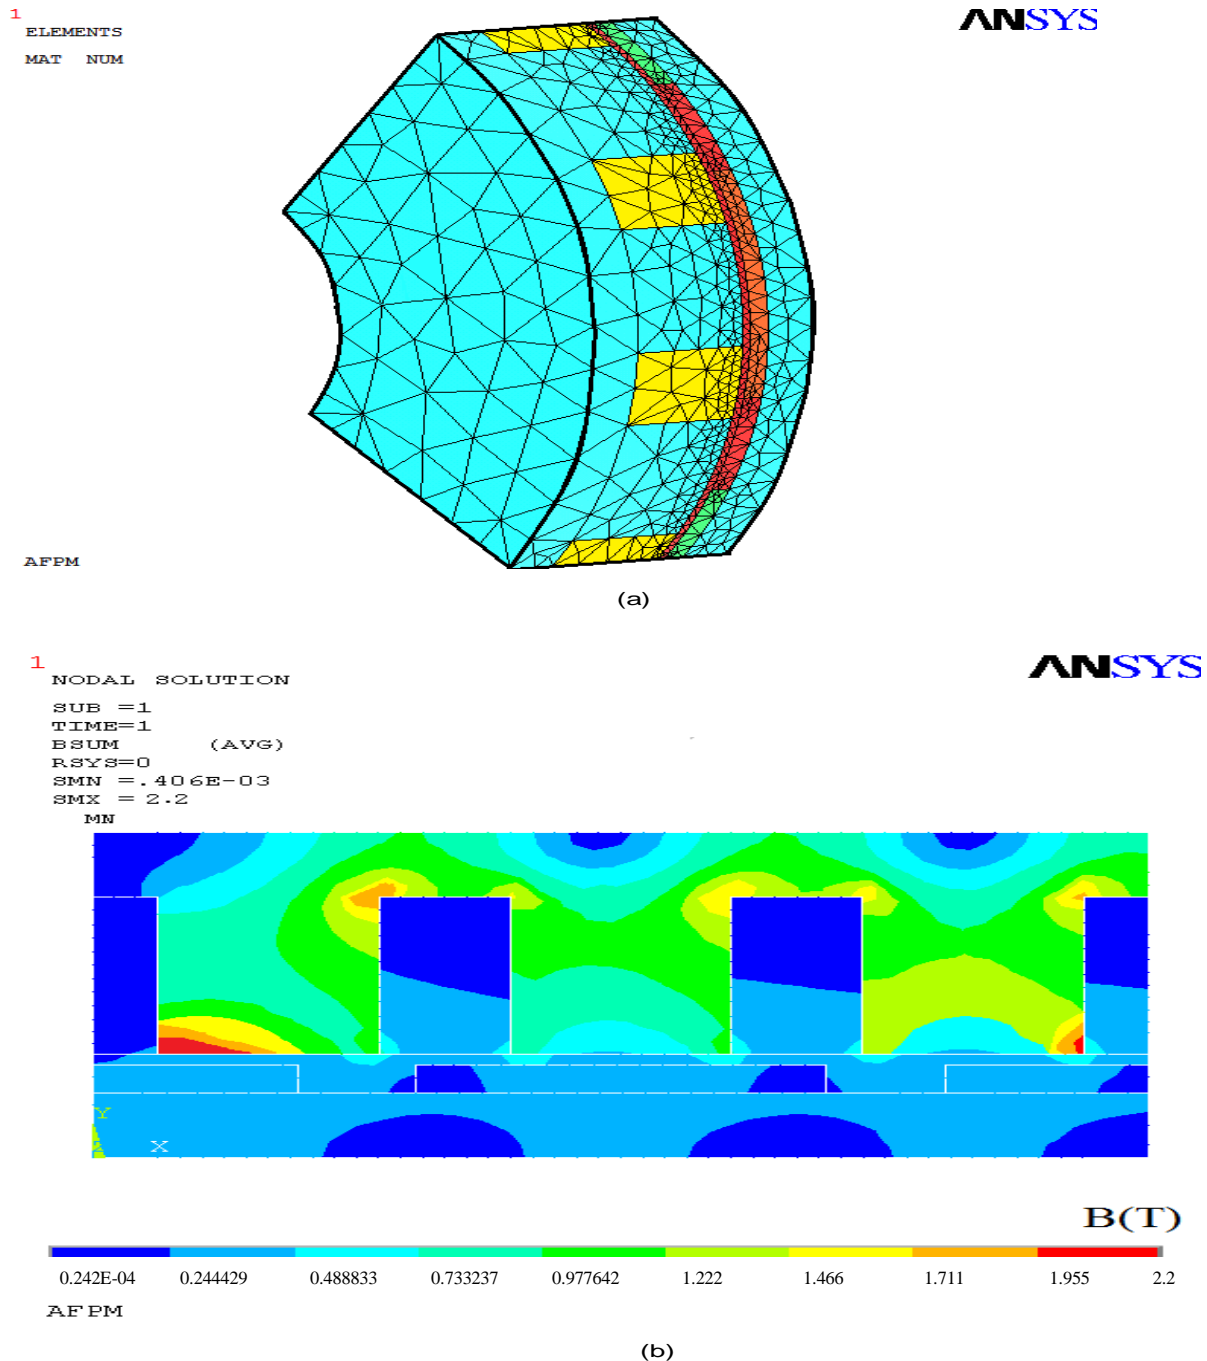 1
ELEMENTS
MAT NUM
ANSYS
AFPM
(a)
1
NODAL SOLUTION
SUB =1
TIME=1
BSUM (AVG)
RSYS=0
SMN =.406E-03
SMX = 2.2
MN
ANSYS
Y
X
B(T)
0.242E-04 0.244429 0.488833 0.733237 0.977642 1.222 1.466 1.711 1.955 2.2
AFPM
(b)